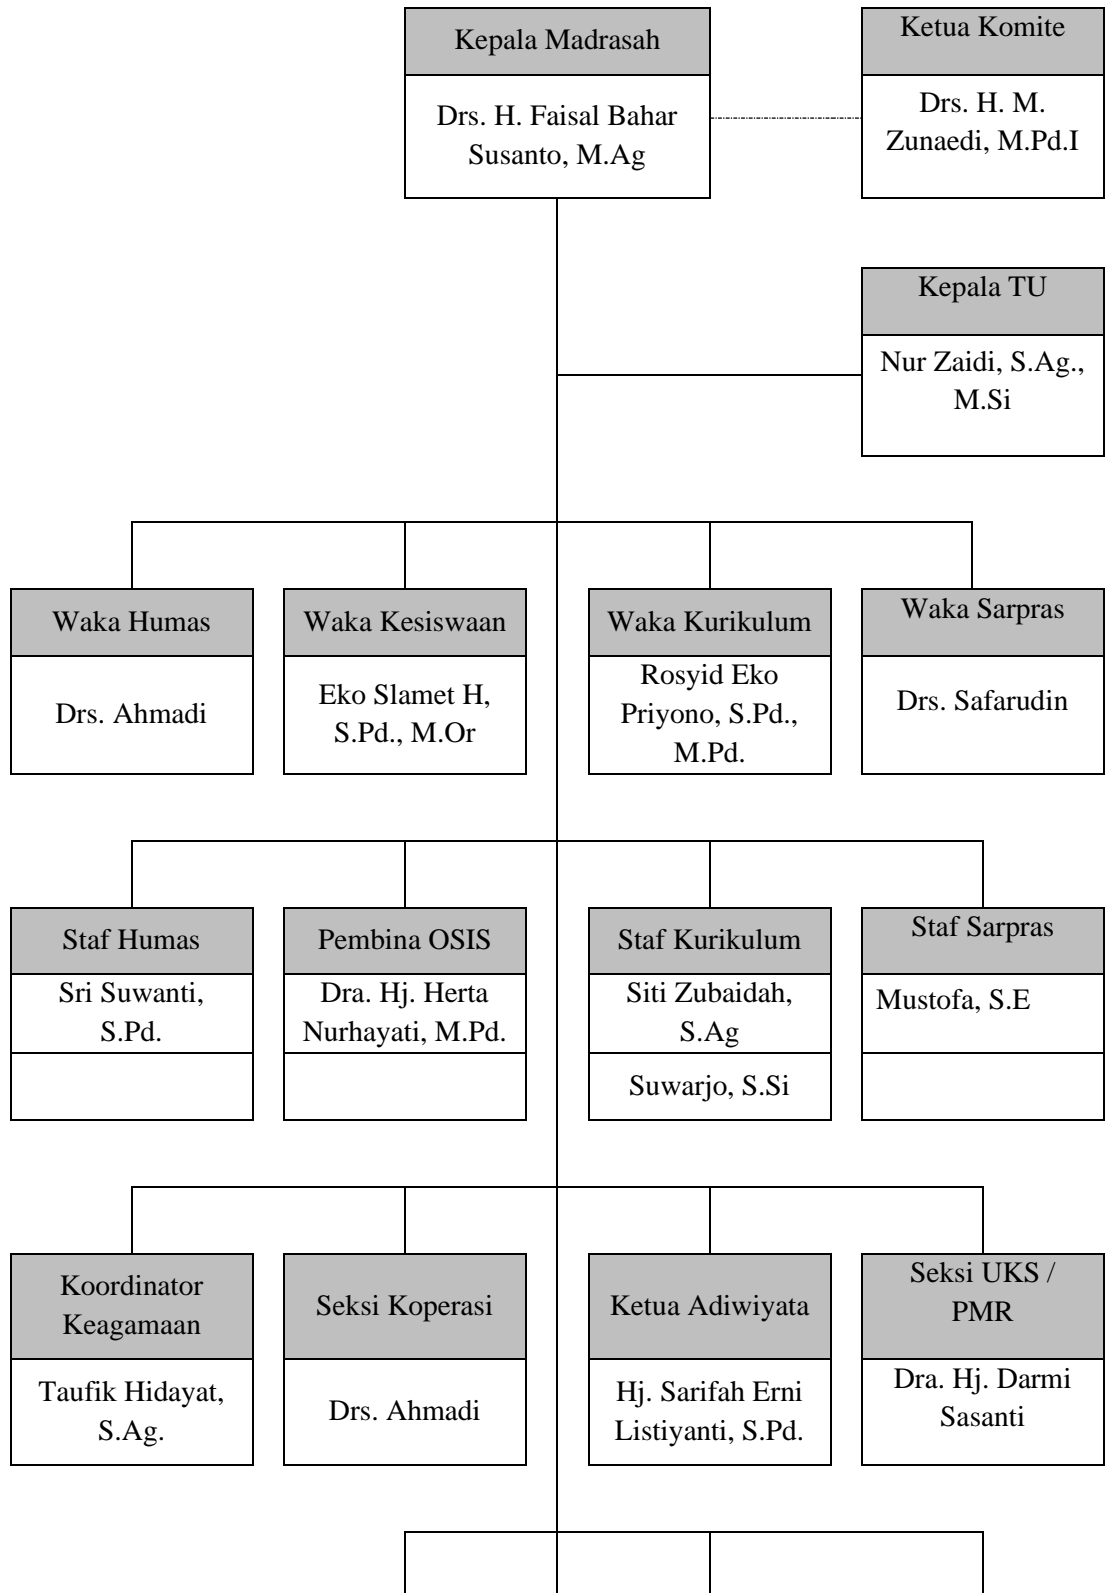 Kepala Madrasah
Drs. H. Faisal Bahar
Susanto, M.Ag
Ketua Komite
Drs. H. M.
Zunaedi, M.Pd.I
Kepala TU
Nur Zaidi, S.Ag.,
M.Si
Waka Humas
Drs. Ahmadi
Waka Kesiswaan
Eko Slamet H,
S.Pd., M.Or
Waka Kurikulum
Rosyid Eko
Priyono, S.Pd.,
M.Pd.
Waka Sarpras
Drs. Safarudin
Staf Humas
Sri Suwanti,
S.Pd.
Pembina OSIS
Dra. Hj. Herta
Nurhayati, M.Pd.
Staf Kurikulum
Siti Zubaidah,
S.Ag
Suwarjo, S.Si
Staf Sarpras
Mustofa, S.E
Koordinator
Keagamaan
Taufik Hidayat,
S.Ag.
Seksi Koperasi
Drs. Ahmadi
Ketua Adiwiyata
Hj. Sarifah Erni
Listiyanti, S.Pd.
Seksi UKS /
PMR
Dra. Hj. Darmi
Sasanti